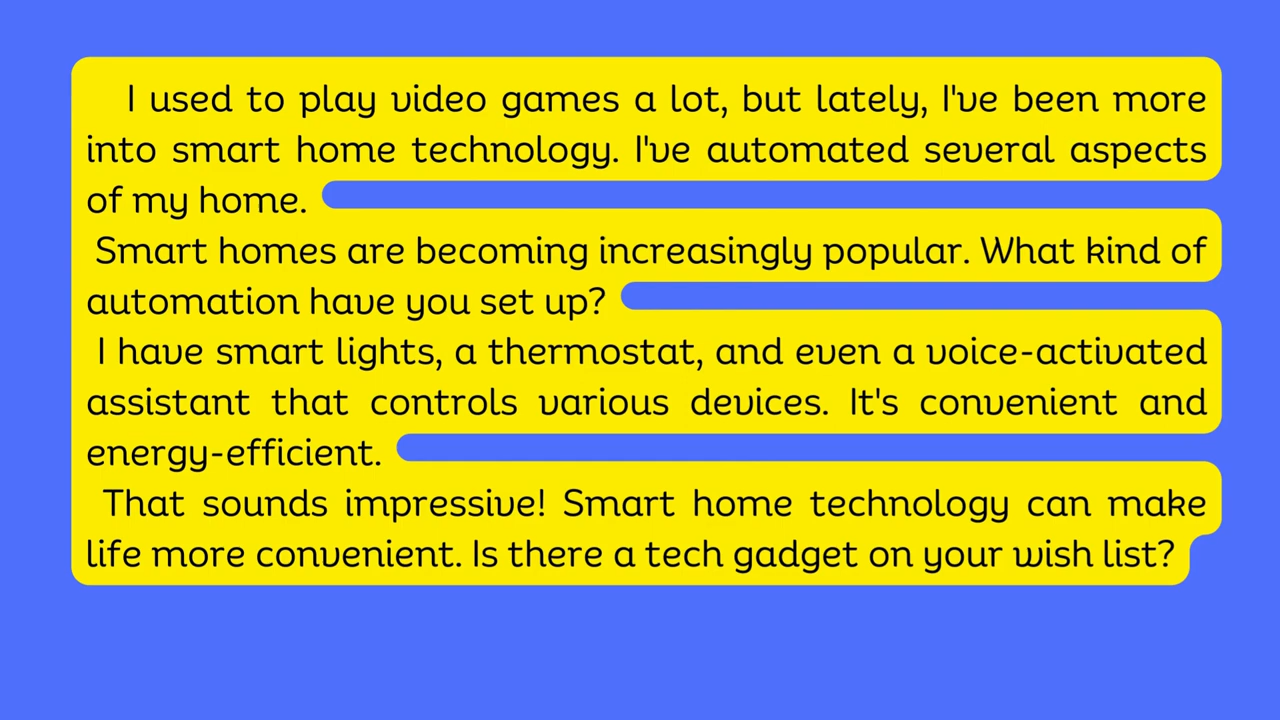 I used to play video games a lot, but lately, I've been more
into smart home technology. I've automated several aspects
of my home.
Smart homes are becoming increasingly popular. What kind of
automation have you set up?
I have smart lights, a thermostat, and even a voice-activated
assistant that controls various devices. It's convenient and
energy-efficient.
That sounds impressive! Smart home technology can make
life more convenient. Is there a tech gadget on your wish list?